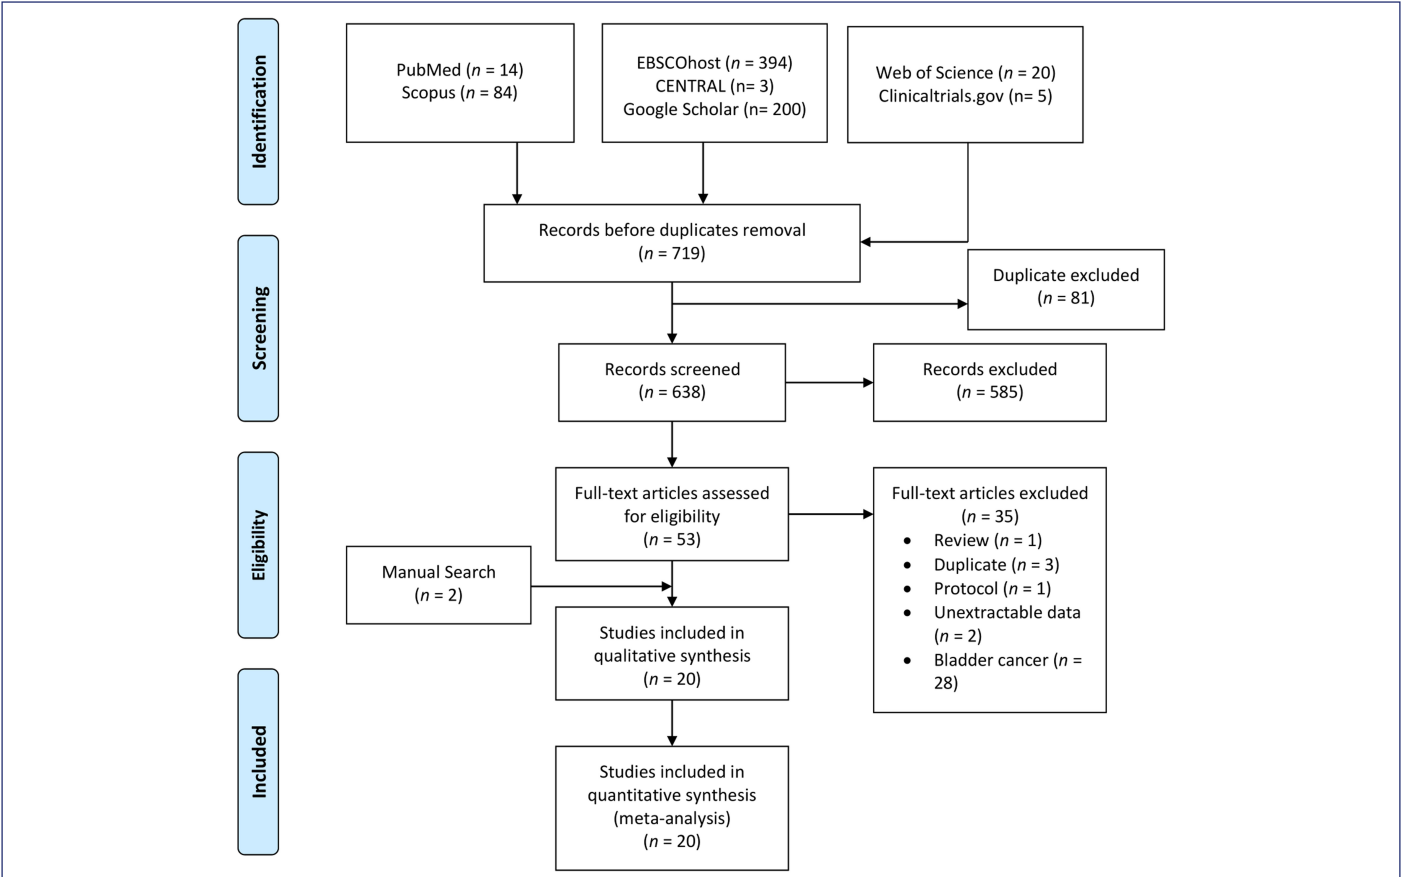 Identification
PubMed (n = 14)
Scopus (n = 84)
EBSCOhost (n = 394)
CENTRAL (n= 3)
Google Scholar (n= 200)
Web of Science (n = 20)
Clinicaltrials.gov (n= 5)
Records before duplicates removal
(n = 719)
Screening
Duplicate excluded
(n = 81)
Records screened
(n = 638)
Records excluded
(n = 585)
Eligibility
Full-text articles assessed
for eligibility
(n = 53)
Full-text articles excluded
(n = 35)
• Review (n = 1)
• Duplicate (n = 3)
• Protocol (n = 1)
• Unextractable data
(n = 2)
• Bladder cancer (n =
28)
Manual Search
(n = 2)
Studies included in
qualitative synthesis
(n = 20)
Included
Studies included in
quantitative synthesis
(meta-analysis)
(n = 20)